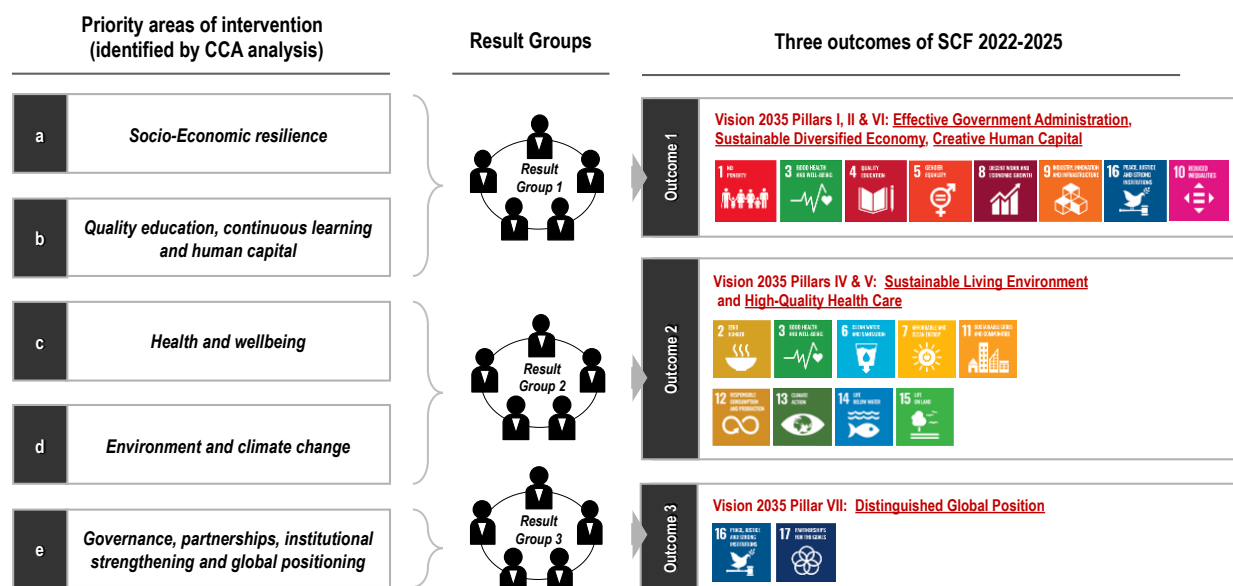 Priority areas of intervention
(identified by CCA analysis)
Result Groups
Three outcomes of SCF 2022-2025
a
Socio-Economic resilience
b
Quality education, continuous learning
and human capital
c
Health and wellbeing
d
Environment and climate change
e
Governance, partnerships, institutional
strengthening and global positioning
Result
Group 1
Result
Group 2
Result
Group 3
Outcome 1
Vision 2035 Pillars I, II & VI: Effective Government Administration,
Sustainable Diversified Economy, Creative Human Capital
1 NO
POVERTY
3 GOOD HEALTH
AND WELL-BEING
4 QUALITY
EDUCATION
5 GENDER
EQUALITY
8 DECENT WORK AND
ECONOMIC GROWTH
9 INDUSTRY, INNOVATION
AND INFRASTRUCTURE
16 PEACE, JUSTICE
AND STRONG
INSTITUTIONS
10 REDUCED
INEQUALITIES
Outcome 2
Vision 2035 Pillars IV & V: Sustainable Living Environment
and High-Quality Health Care
2 ZERO
HUNGER
3 GOOD HEALTH
AND WELL-BEING
6 CLEAN WATER
AND SANITATION
7 AFFORDABLE AND
CLEAN ENERGY
11 SUSTAINABLE CITIES
AND COMMUNITIES
12 RESPONSIBLE
CONSUMPTION
AND PRODUCTION
13 CLIMATE
ACTION
14 LIFE
BELOW WATER
15 LIFE
ON LAND
Outcome 3
Vision 2035 Pillar VII: Distinguished Global Position
16 PEACE, JUSTICE
AND STRONG
INSTITUTIONS
17 PARTNERSHIPS
FOR THE GOALS